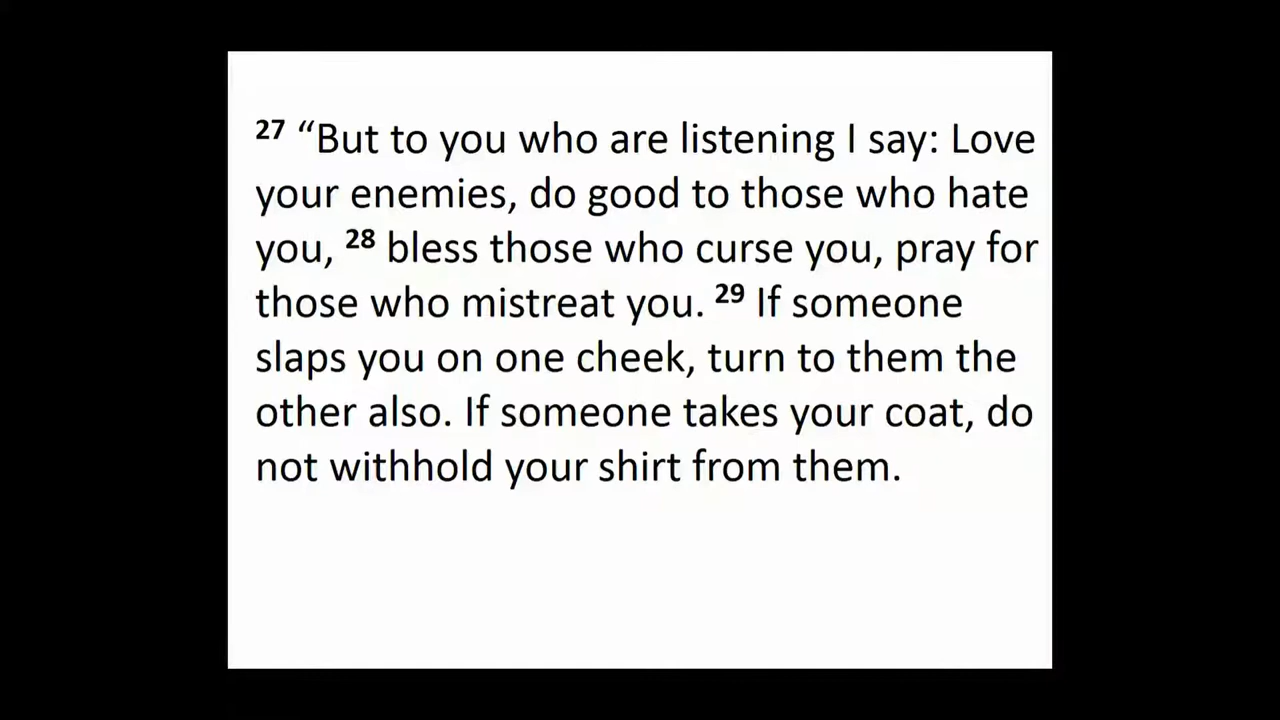 27 “But to you who are listening I say: Love
your enemies, do good to those who hate
you, 28 bless those who curse you, pray for
those who mistreat you. 29 If someone
slaps you on one cheek, turn to them the
other also. If someone takes your coat, do
not withhold your shirt from them.